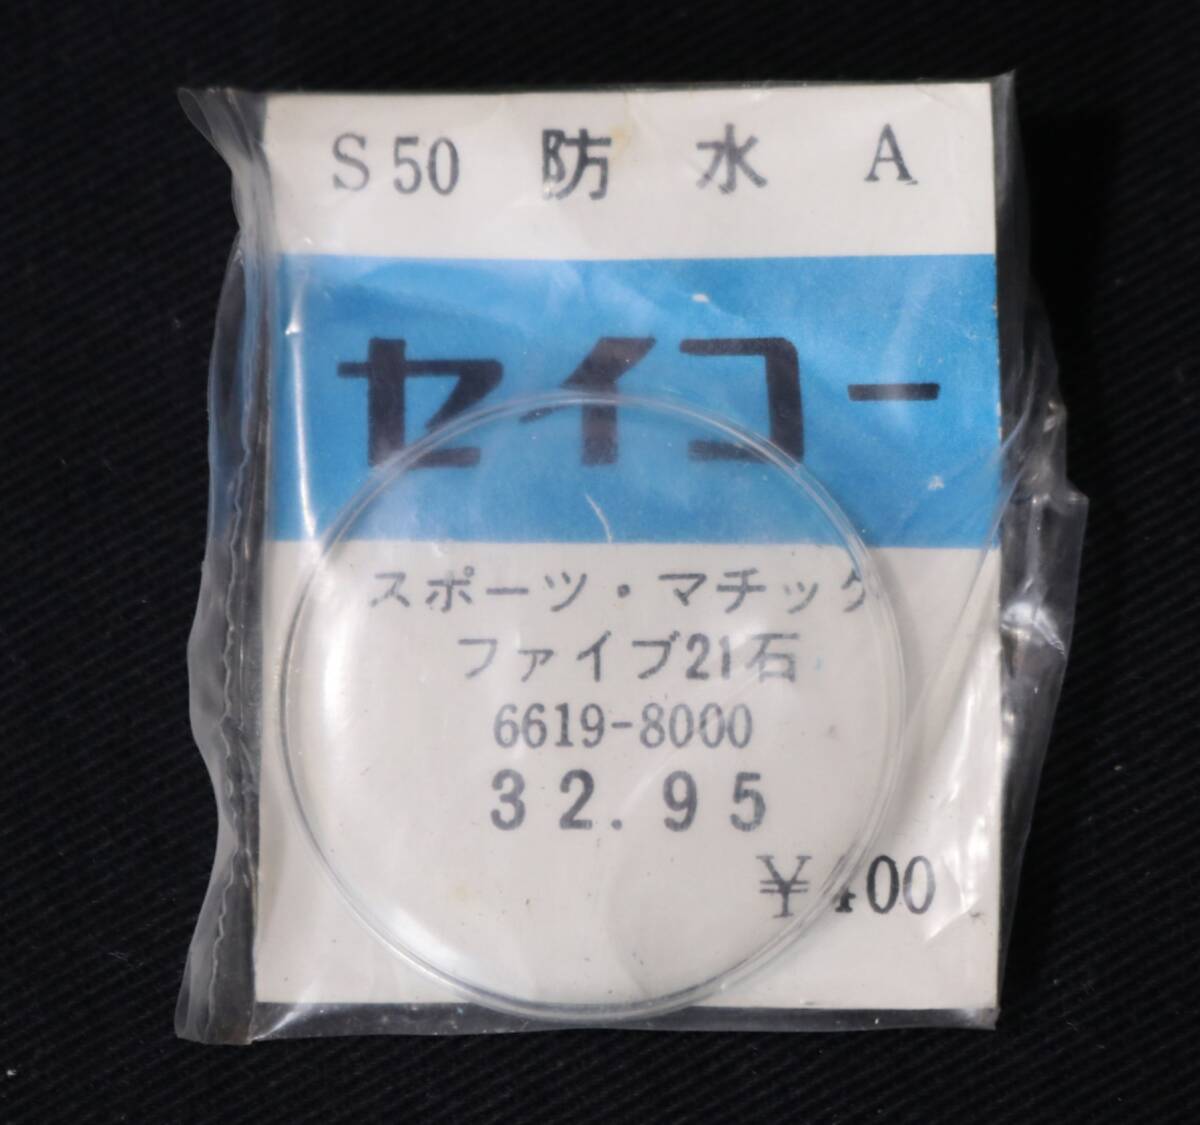 S50 防水 A
セイコー
スポーツ・マチック
ファイブ21石
6619-8000
32.95
¥400